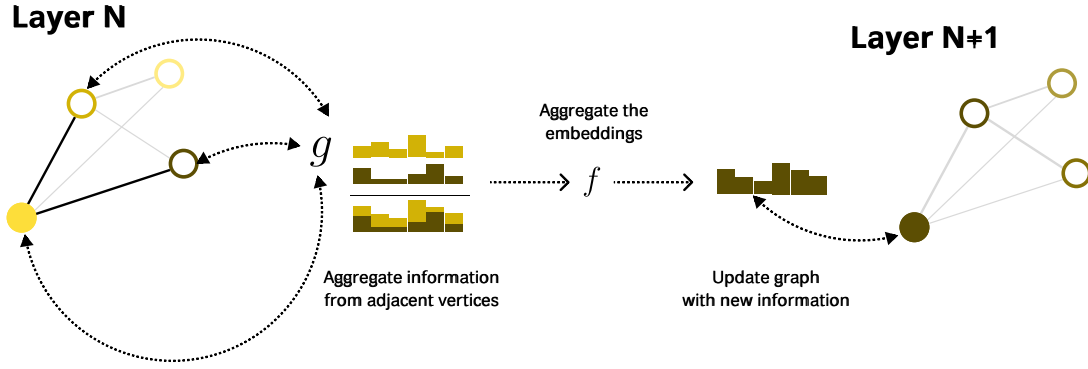 Layer N
Layer N+1
g
Aggregate the
embeddings
f
Aggregate information
from adjacent vertices
Update graph
with new information